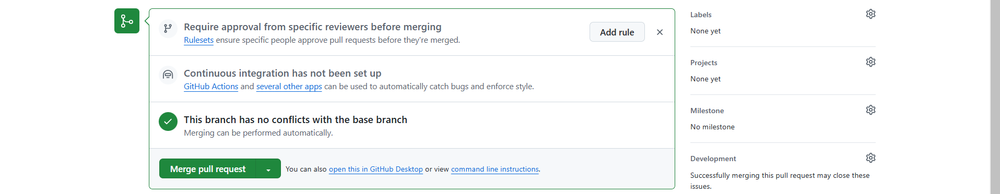 Require approval from specific reviewers before merging
Rulesets ensure specific people approve pull requests before they're merged.
Add rule
Continuous integration has not been set up
GitHub Actions and several other apps can be used to automatically catch bugs and enforce style.
This branch has no conflicts with the base branch
Merging can be performed automatically.
Merge pull request
You can also open this in GitHub Desktop or view command line instructions.
Labels
None yet
Projects
None yet
Milestone
No milestone
Development
Successfully merging this pull request may close these
issues.